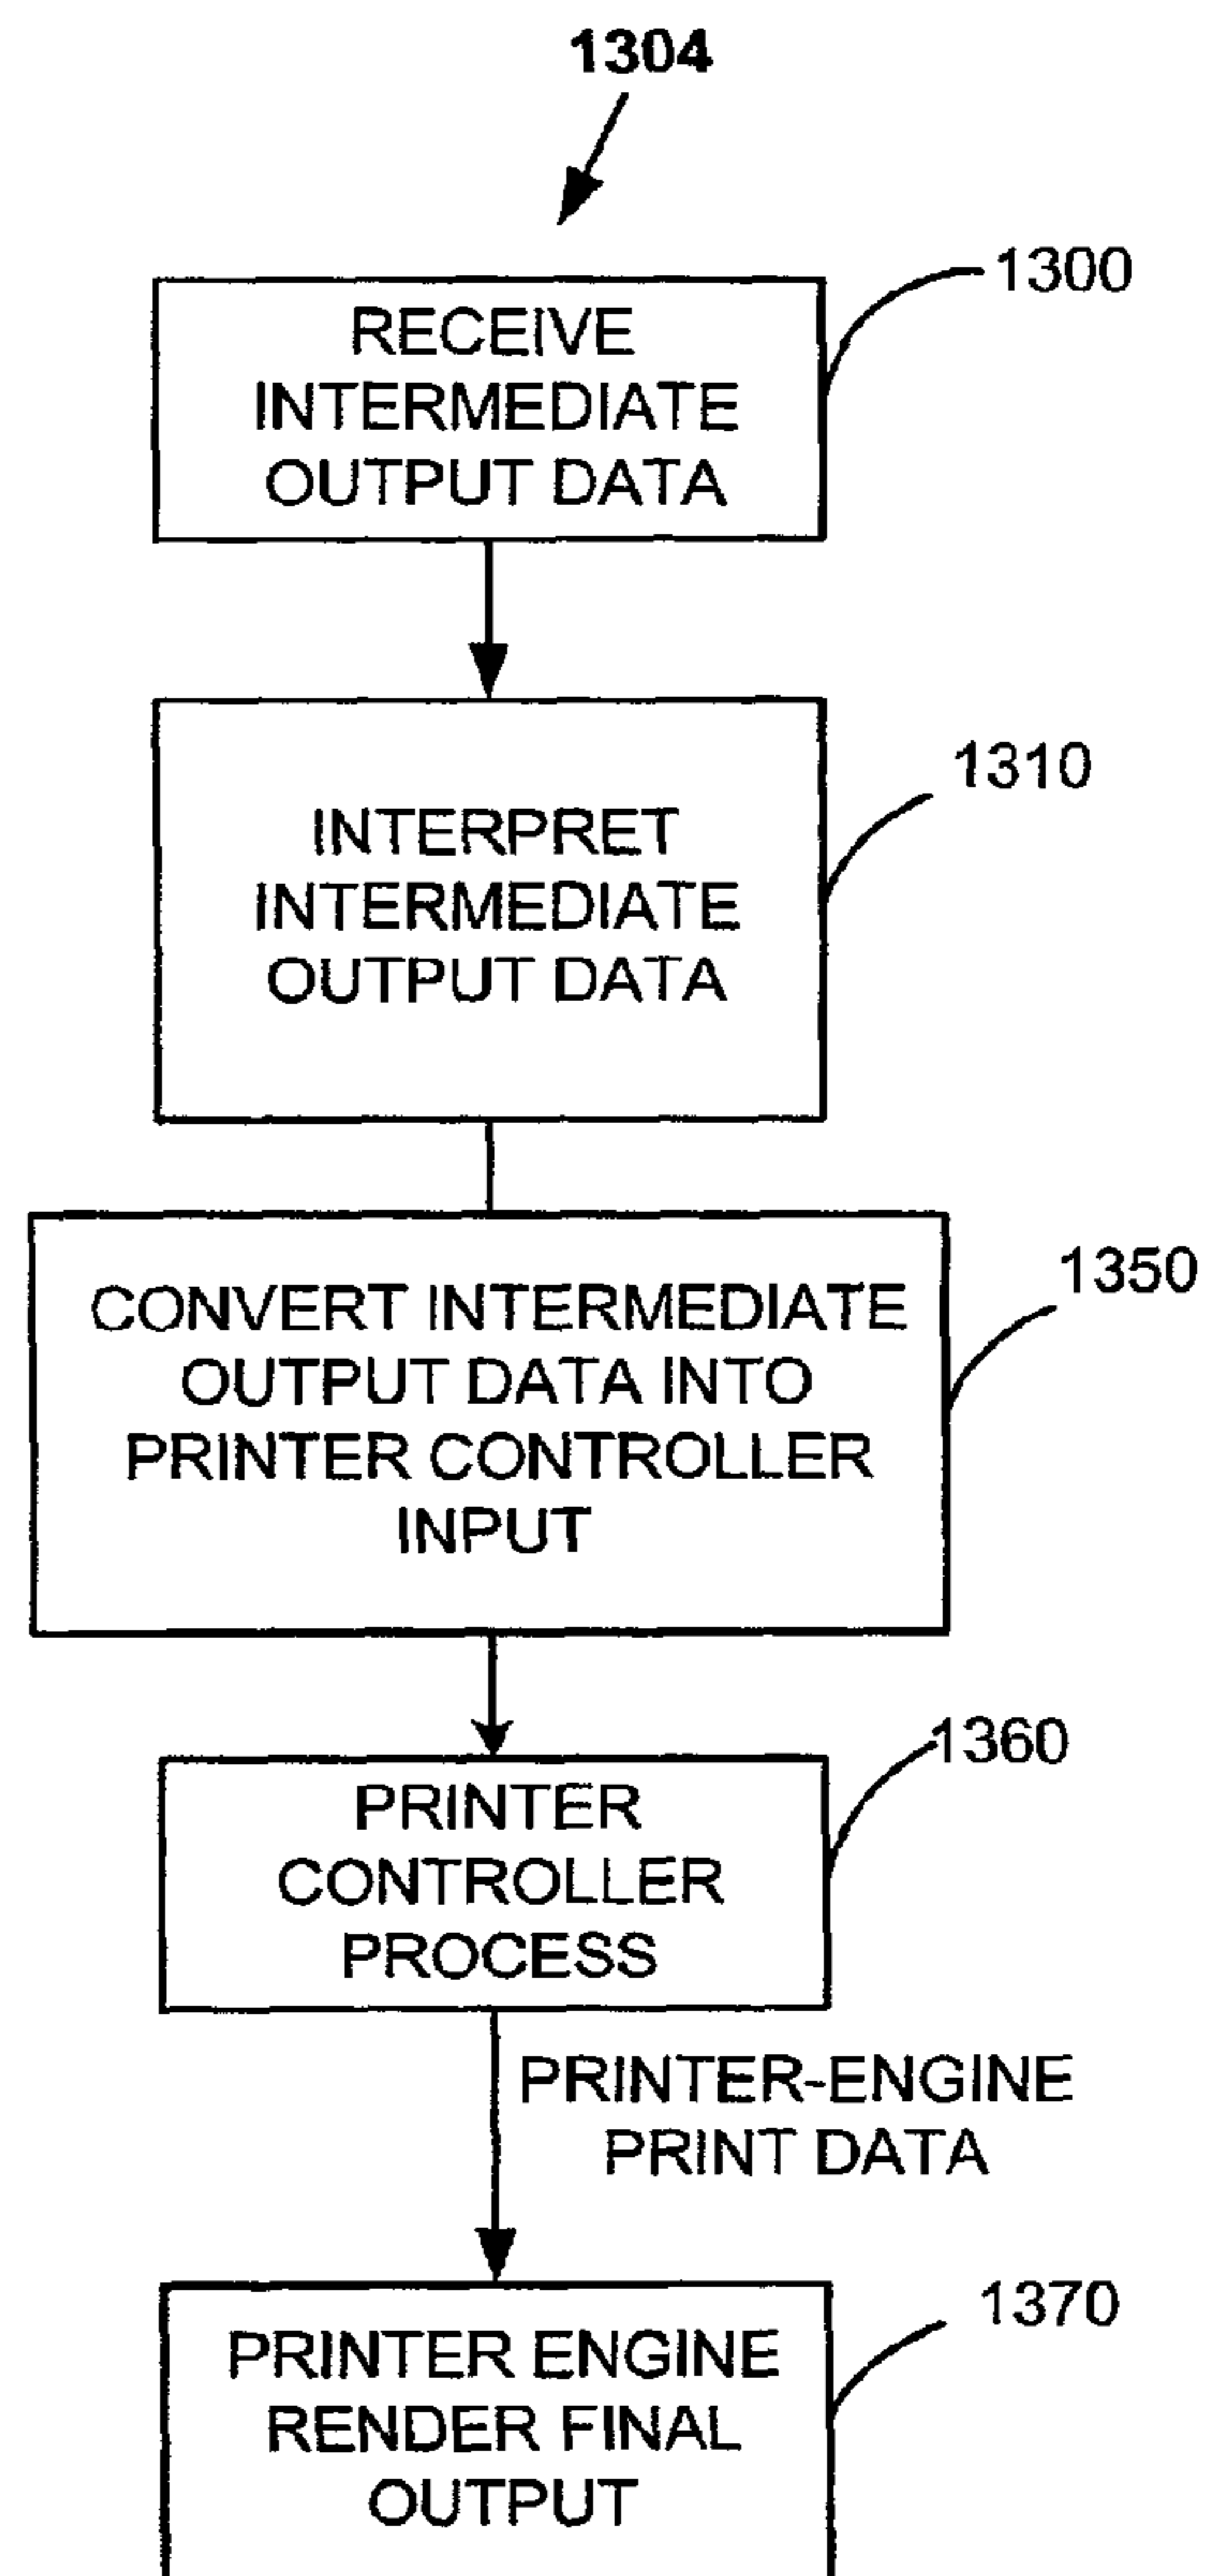 1304
1300
RECEIVE
INTERMEDIATE
OUTPUT DATA
1310
INTERPRET
INTERMEDIATE
OUTPUT DATA
1350
CONVERT INTERMEDIATE
OUTPUT DATA INTO
PRINTER CONTROLLER
INPUT
1360
PRINTER
CONTROLLER
PROCESS
PRINTER-ENGINE
PRINT DATA
1370
PRINTER ENGINE
RENDER FINAL
OUTPUT